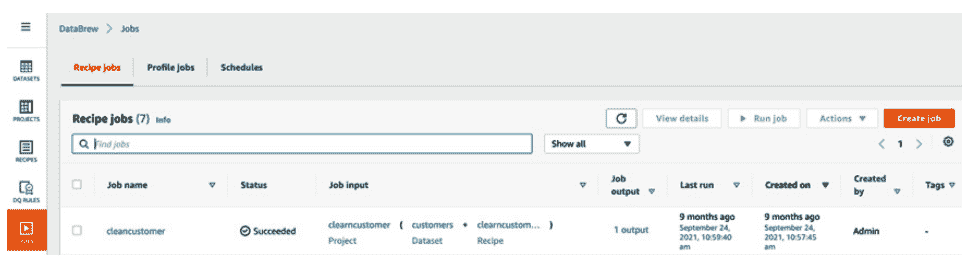 DataBrew > Jobs
DATASETS
PROJECTS
RECIPES
DQ RULES
Recipe jobs Profile jobs Schedules
Recipe jobs (7) Info
View details Run job Actions Create job
Find jobs
Show all
1
Job name Status Job input Job output Last run Created on Created by Tags
cleancustomer Succeeded clearncustomer ( customers + clearncustom... ) 1 output 9 months ago 9 months ago Admin -
Project Dataset Recipe
September 24, 2021, 10:59:40 am
September 24, 2021, 10:57:45 am